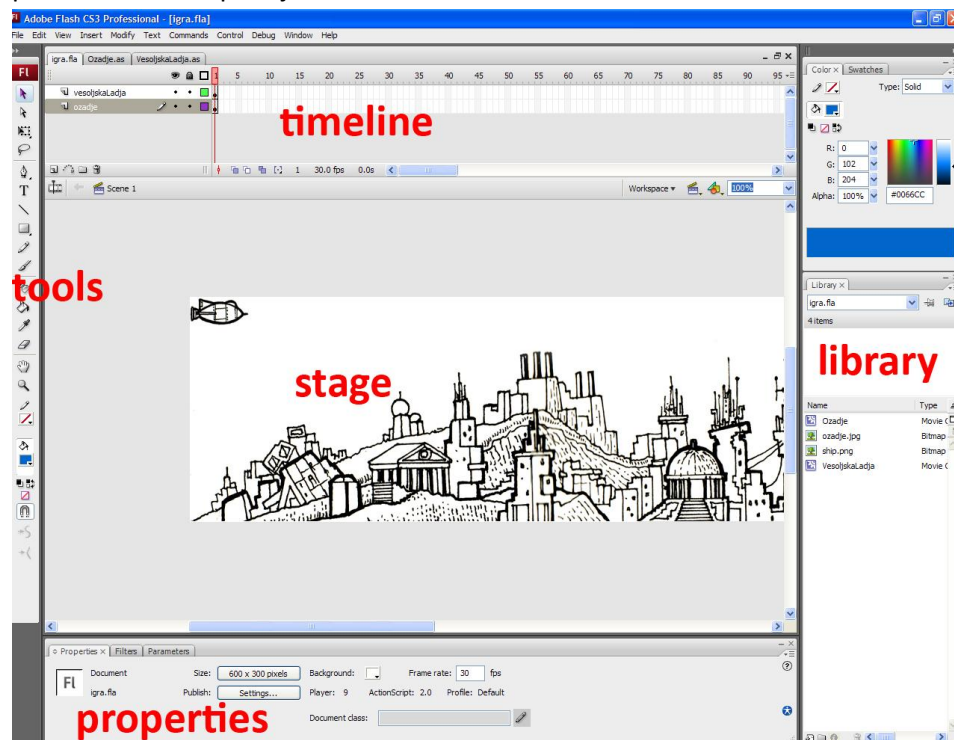 Adobe Flash CS3 Professional - [igra.fla]
File Edit View Insert Modify Text Commands Control Debug Window Help
igra.fla Ozadje.as VesoljskaLadja.as
1 5 10 15 20 25 30 35 40 45 50 55 60 65 70 75 80 85 90 95
vesoljskaLadja
ozadje
timeline
1 30.0 fps 0.0s
Scene 1 Workspace 100%
tools
stage
Color Swatches
Type: Solid
R: 0
G: 102
B: 204
Alpha: 100% #0066CC
Library
igra.fla
4 items
library
Name Type
Ozadje Movie C
ozadje.jpg Bitmap
ship.png Bitmap
VesoljskaLadja Movie C
Properties Filters Parameters
Fl Document Size: 600 x 300 pixels Background: Frame rate: 30 fps
igra.fla Publish: Settings... Player: 9 ActionScript: 2.0 Profile: Default
Document class:
properties